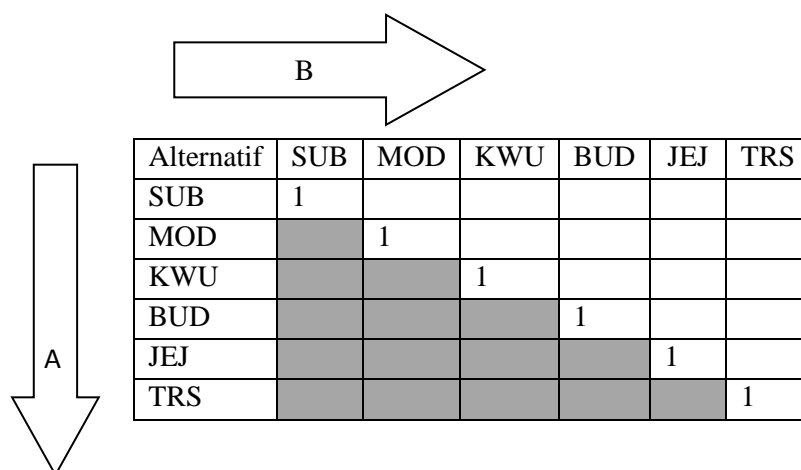 B
Alternatif SUB MOD KWU BUD JEJ TRS
SUB 1
MOD 1
KWU 1
BUD 1
A
JEJ 1
TRS 1